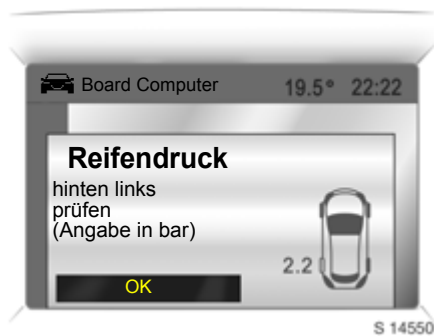 Board Computer 19.5° 22:22
Reifendruck
hinten links
prüfen
(Angabe in bar)
2.2
OK
S 14550